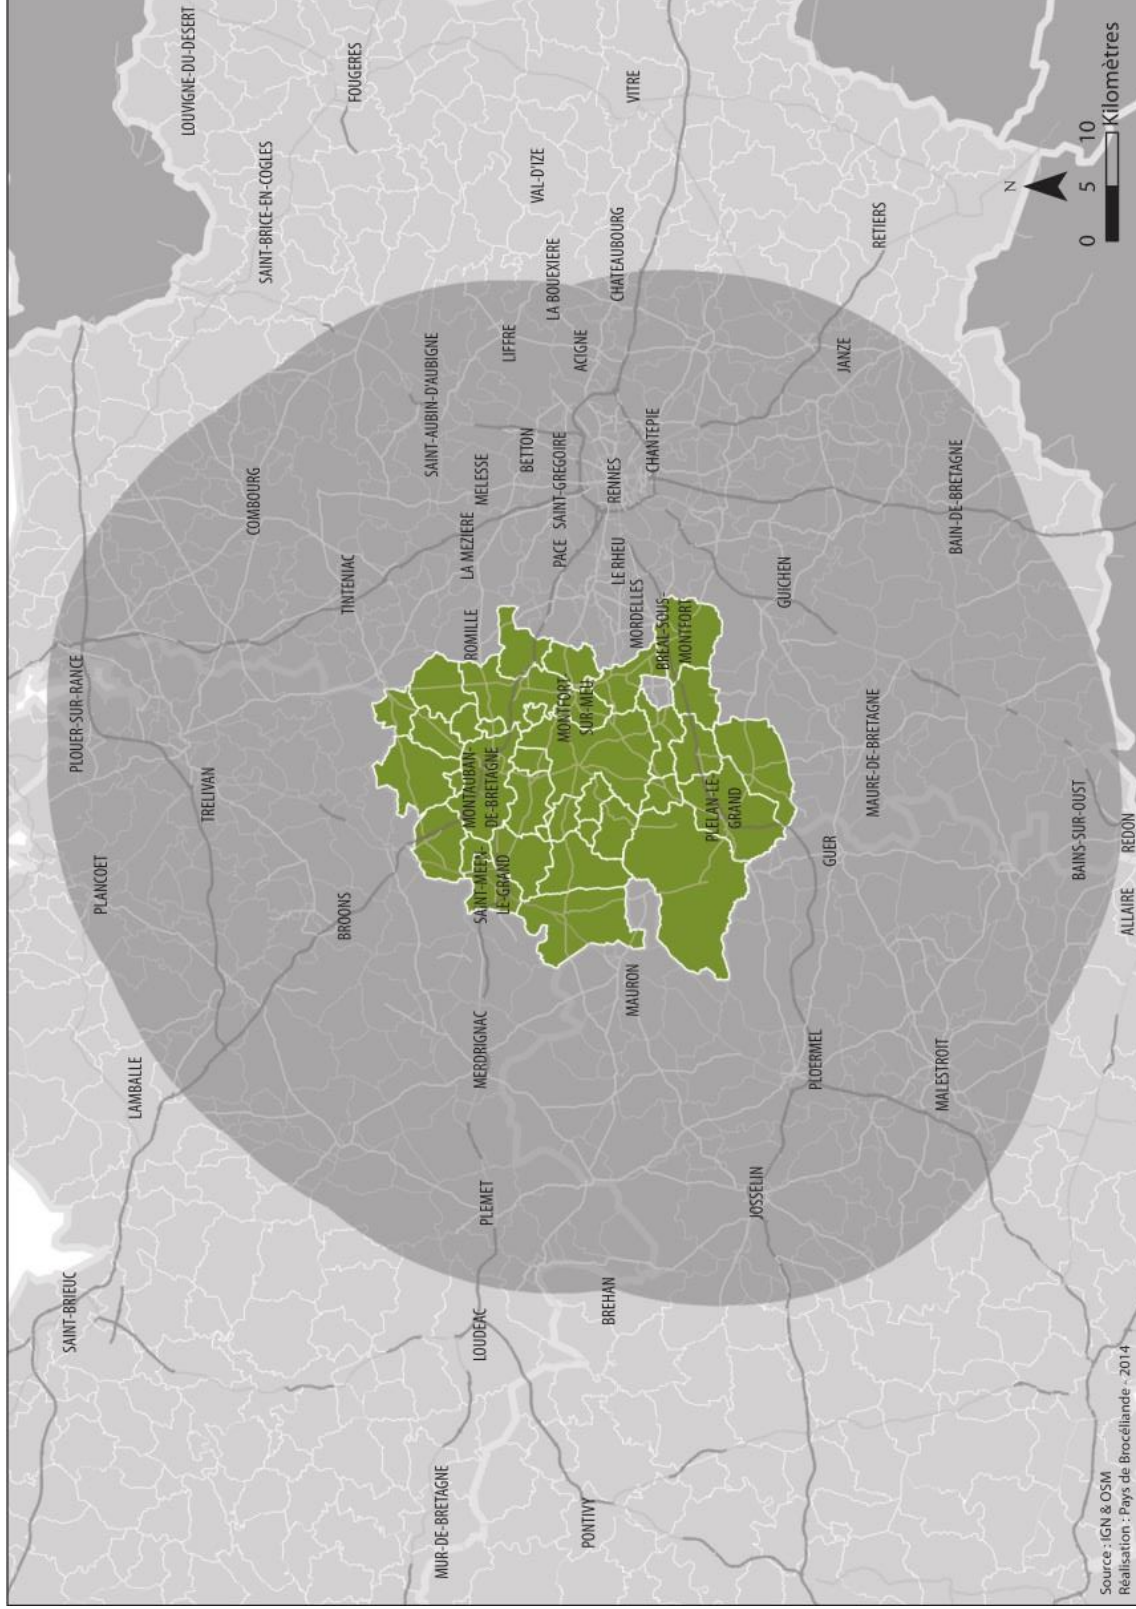 SAINT-BRIEUC
PLOUER-SUR-RANCE
PLANCOET
LAMBALLE
LOUVIGNE-DU-DESERT
TRELIVAN
COMBOURG
SAINT-BRICE-EN-COGLES
BROONS
TINTENIAC
FOUGERES
SAINT-AUBIN-D'AUBIGNE
MUR-DE-BRETAGNE
LOUDEAC
PLEMET
MERDRIGNAC
SAINT-MEEN-
LE-GRAND
MONTAUBAN-
DE-BRETAGNE
ROMILLE
LA MEZIERE
MELESSE
LIFFRE
BETTON
VAL-D'IZE
PACE
SAINT-GREGOIRE
LA BOUEXIERE
MONTFORT-
SUR-MEU
ACIGNE
PONTIVY
BREHAN
MAURON
LE RHEU
RENNES
CHATEAUBOURG
VITRE
MORDELLES
CHANTEPIE
BREAL-SOUS-
MONTFORT
PLELAN-LE-
GRAND
JOSSELIN
PLOERMEL
GUER
GUICHEN
JANZE
RETIERS
MAURE-DE-BRETAGNE
MALESTROIT
BAIN-DE-BRETAGNE
BAINS-SUR-OUST
ALLAIRE
REDON
N
0 5 10
Kilomètres
Source : IGN & OSM
Réalisation : Pays de Brocéliande - 2014